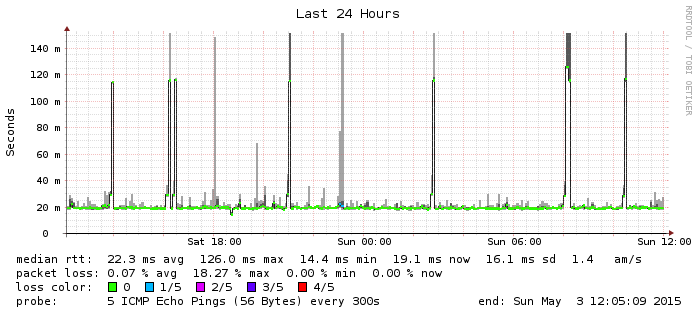 Last 24 Hours
RRDTOOL / TOBI OETIKER
Seconds
140 m
120 m
100 m
80 m
60 m
40 m
20 m
0
Sat 18:00 Sun 00:00 Sun 06:00 Sun 12:00
median rtt: 22.3 ms avg 126.0 ms max 14.4 ms min 19.1 ms now 16.1 ms sd 1.4 am/s
packet loss: 0.07 % avg 18.27 % max 0.00 % min 0.00 % now
loss color: 0 1/5 2/5 3/5 4/5
probe: 5 ICMP Echo Pings (56 Bytes) every 300s end: Sun May 3 12:05:09 2015